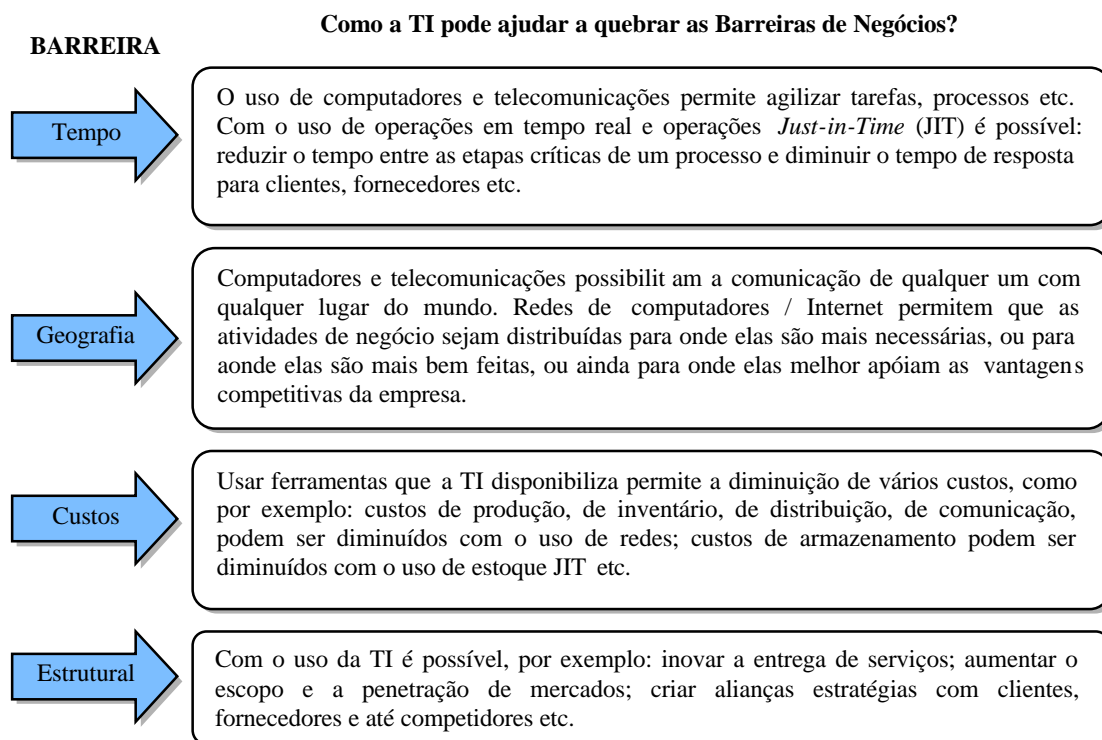 Como a TI pode ajudar a quebrar as Barreiras de Negócios?
BARREIRA
Tempo
O uso de computadores e telecomunicações permite agilizar tarefas, processos etc.
Com o uso de operações em tempo real e operações Just-in-Time (JIT) é possível:
reduzir o tempo entre as etapas críticas de um processo e diminuir o tempo de resposta
para clientes, fornecedores etc.
Geografia
Computadores e telecomunicações possibilit am a comunicação de qualquer um com
qualquer lugar do mundo. Redes de computadores / Internet permitem que as
atividades de negócio sejam distribuídas para onde elas são mais necessárias, ou para
aonde elas são mais bem feitas, ou ainda para onde elas melhor apóiam as vantagens
competitivas da empresa.
Custos
Usar ferramentas que a TI disponibiliza permite a diminuição de vários custos, como
por exemplo: custos de produção, de inventário, de distribuição, de comunicação,
podem ser diminuídos com o uso de redes; custos de armazenamento podem ser
diminuídos com o uso de estoque JIT etc.
Estrutural
Com o uso da TI é possível, por exemplo: inovar a entrega de serviços; aumentar o
escopo e a penetração de mercados; criar alianças estratégias com clientes,
fornecedores e até competidores etc.